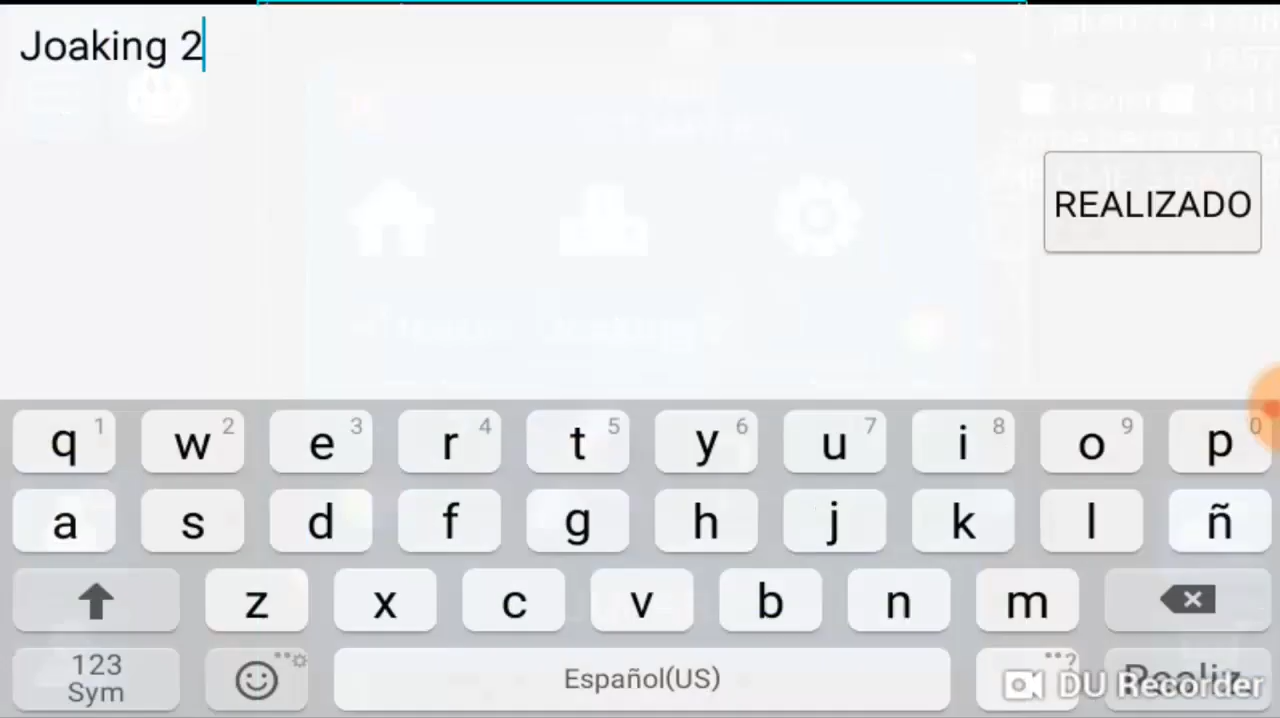 Joaking 2
REALIZADO
q 1 w 2 e 3 r 4 t 5 y 6 u 7 i 8 o 9 p 0
a s d f g h j k l ñ
z x c v b n m
123
Sym
Español(US)
?
DU Recorder